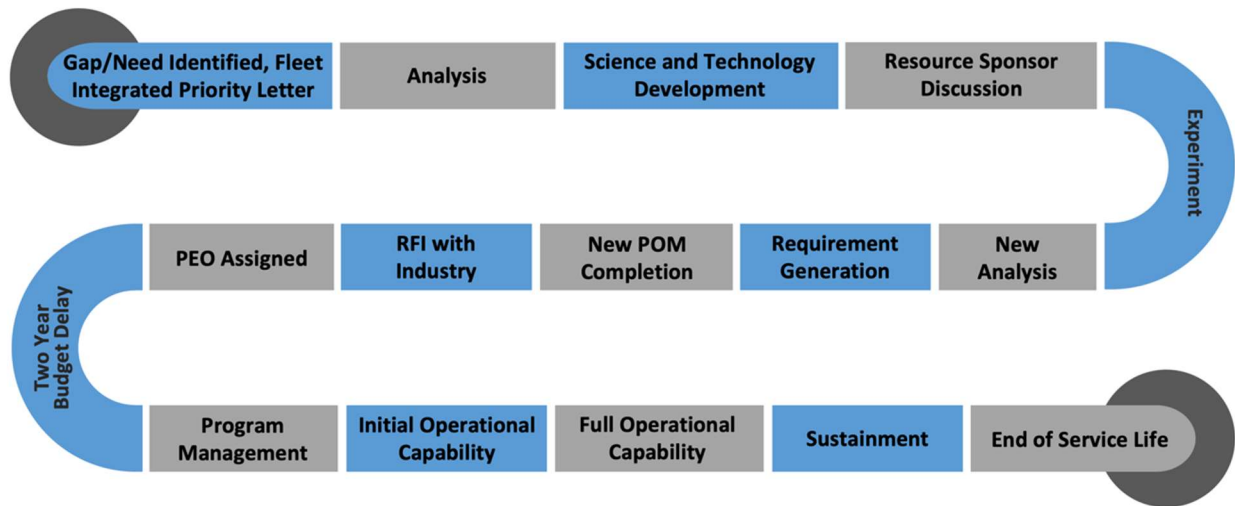 Gap/Need Identified, Fleet
Integrated Priority Letter
Analysis
Science and Technology
Development
Resource Sponsor
Discussion
Experiment
New
Analysis
Requirement
Generation
New POM
Completion
RFI with
Industry
PEO Assigned
Two Year
Budget Delay
Program
Management
Initial Operational
Capability
Full Operational
Capability
Sustainment
End of Service Life